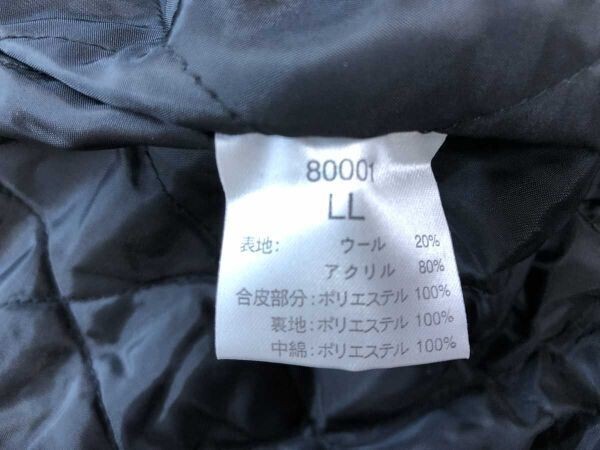 80001
LL
表地: ウール 20%
アクリル 80%
合皮部分:ポリエステル 100%
裏地:ポリエステル 100%
中綿:ポリエステル 100%